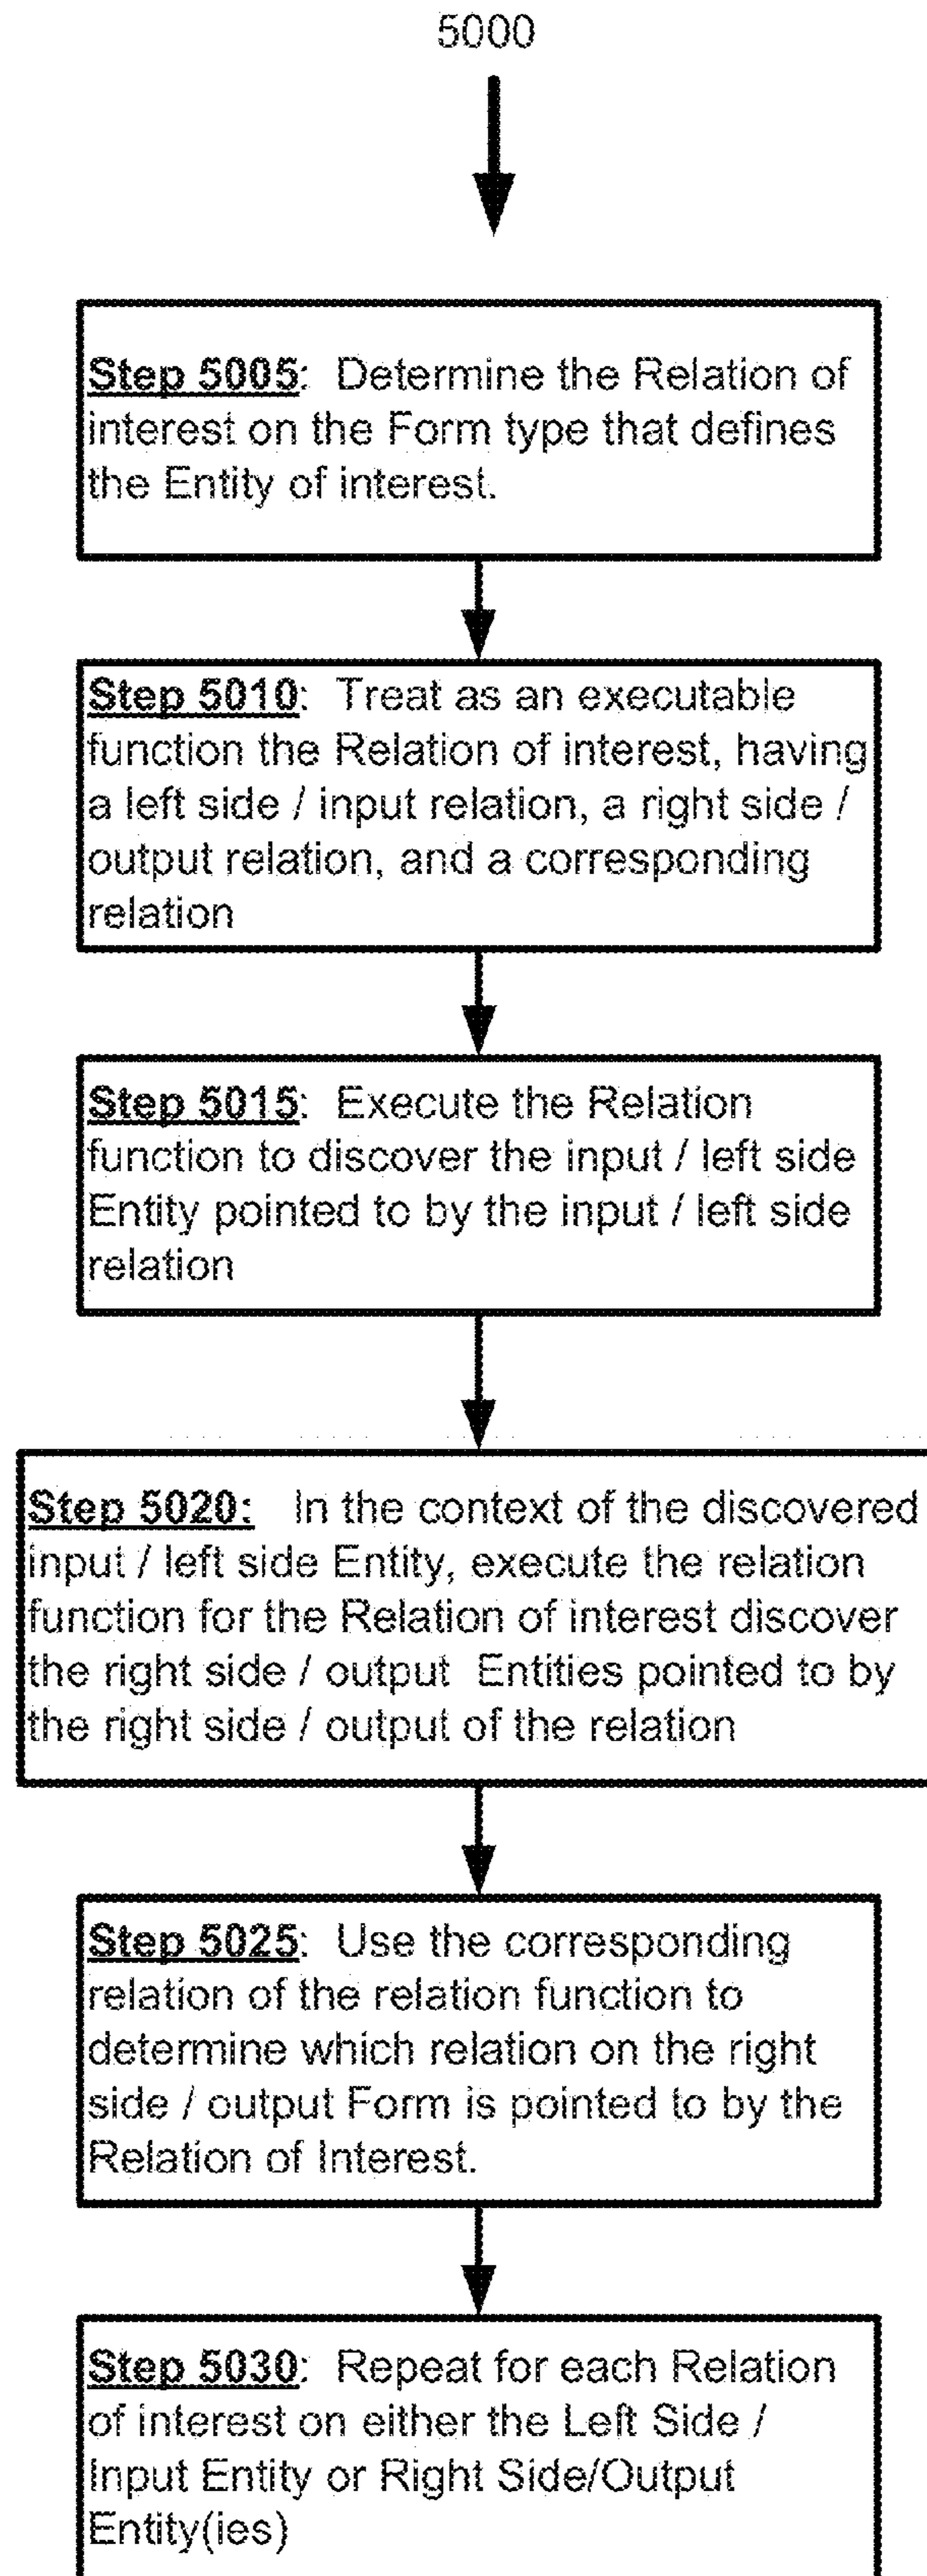 5000
Step 5005: Determine the Relation of
interest on the Form type that defines
the Entity of interest.
Step 5010: Treat as an executable
function the Relation of interest, having
a left side / input relation, a right side /
output relation, and a corresponding
relation
Step 5015: Execute the Relation
function to discover the input / left side
Entity pointed to by the input / left side
relation
Step 5020: In the context of the discovered
input / left side Entity, execute the relation
function for the Relation of interest discover
the right side / output Entities pointed to by
the right side / output of the relation
Step 5025: Use the corresponding
relation of the relation function to
determine which relation on the right
side / output Form is pointed to by the
Relation of Interest.
Step 5030: Repeat for each Relation
of interest on either the Left Side /
Input Entity or Right Side/Output
Entity(ies)